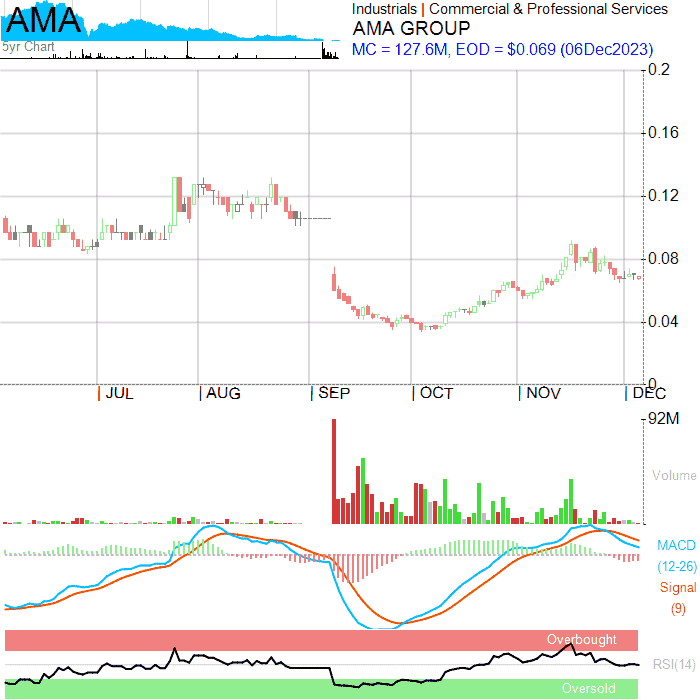 AMA
5yr Chart
Industrials | Commercial & Professional Services
AMA GROUP
MC = 127.6M, EOD = $0.069 (06Dec2023)
0.2
0.16
0.12
0.08
0.04
0
JUL
AUG
SEP
OCT
NOV
DEC
92M
Volume
MACD
(12-26)
Signal
(9)
Overbought
RSI(14)
Oversold